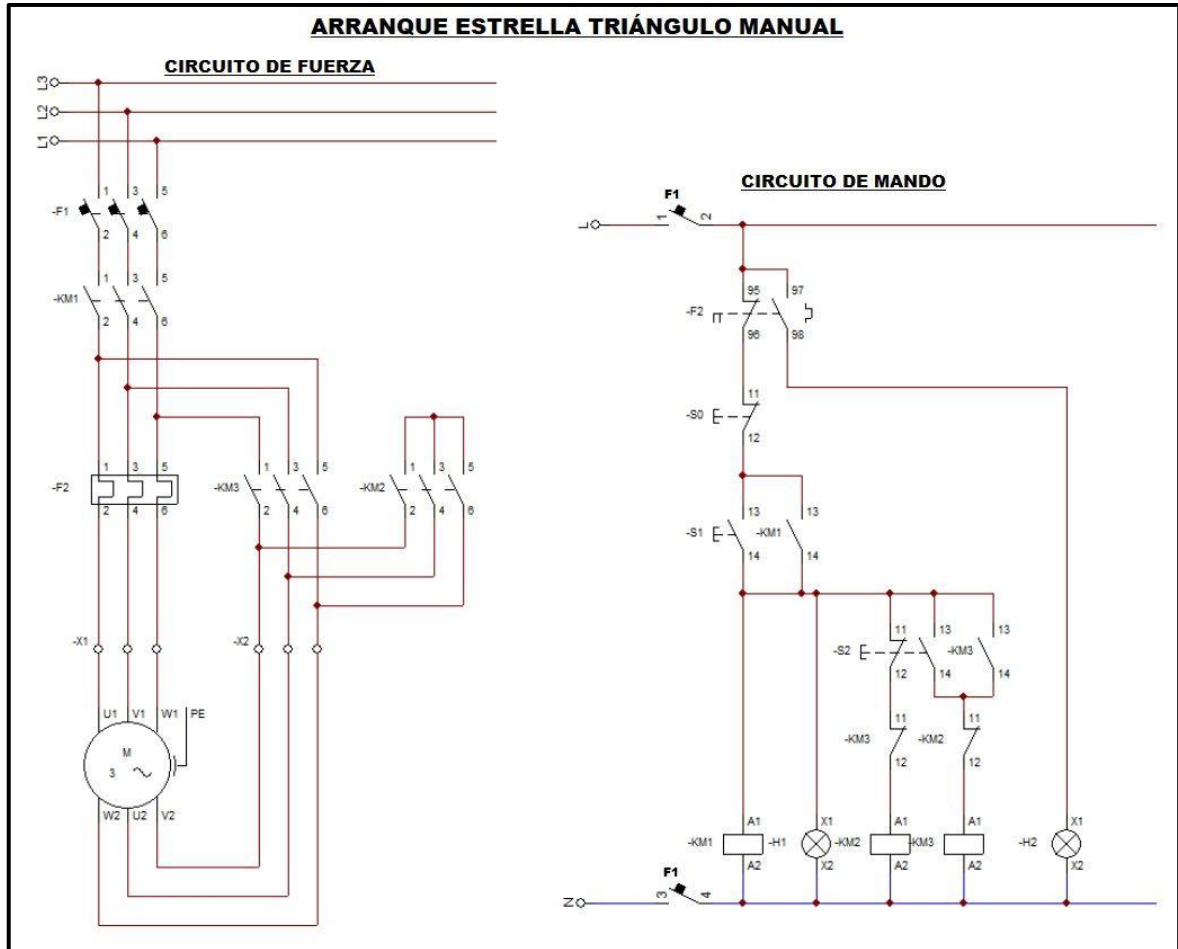 ARRANQUE ESTRELLA TRIÁNGULO MANUAL
CIRCUITO DE FUERZA
L3
L2
L1
1 3 5
-F1
2 4 6
1 3 5
-KM1
2 4 6
1 3 5
-F2
2 4 6
1 3 5
-KM3
2 4 6
1 3 5
-KM2
2 4 6
-X1
-X2
U1 V1 W1 PE
M
3
W2 U2 V2
CIRCUITO DE MANDO
F1
L
1 2
95 97
-F2
96 98
11
-S0
12
13 13
-S1 -KM1
14 14
11 13 13
-S2 -KM3
12 14 14
11 11
-KM3 -KM2
12 12
A1 X1 A1 A1 X1
-KM1 -H1 -KM2 -KM3 -H2
A2 X2 A2 A2 X2
F1
N
3 4